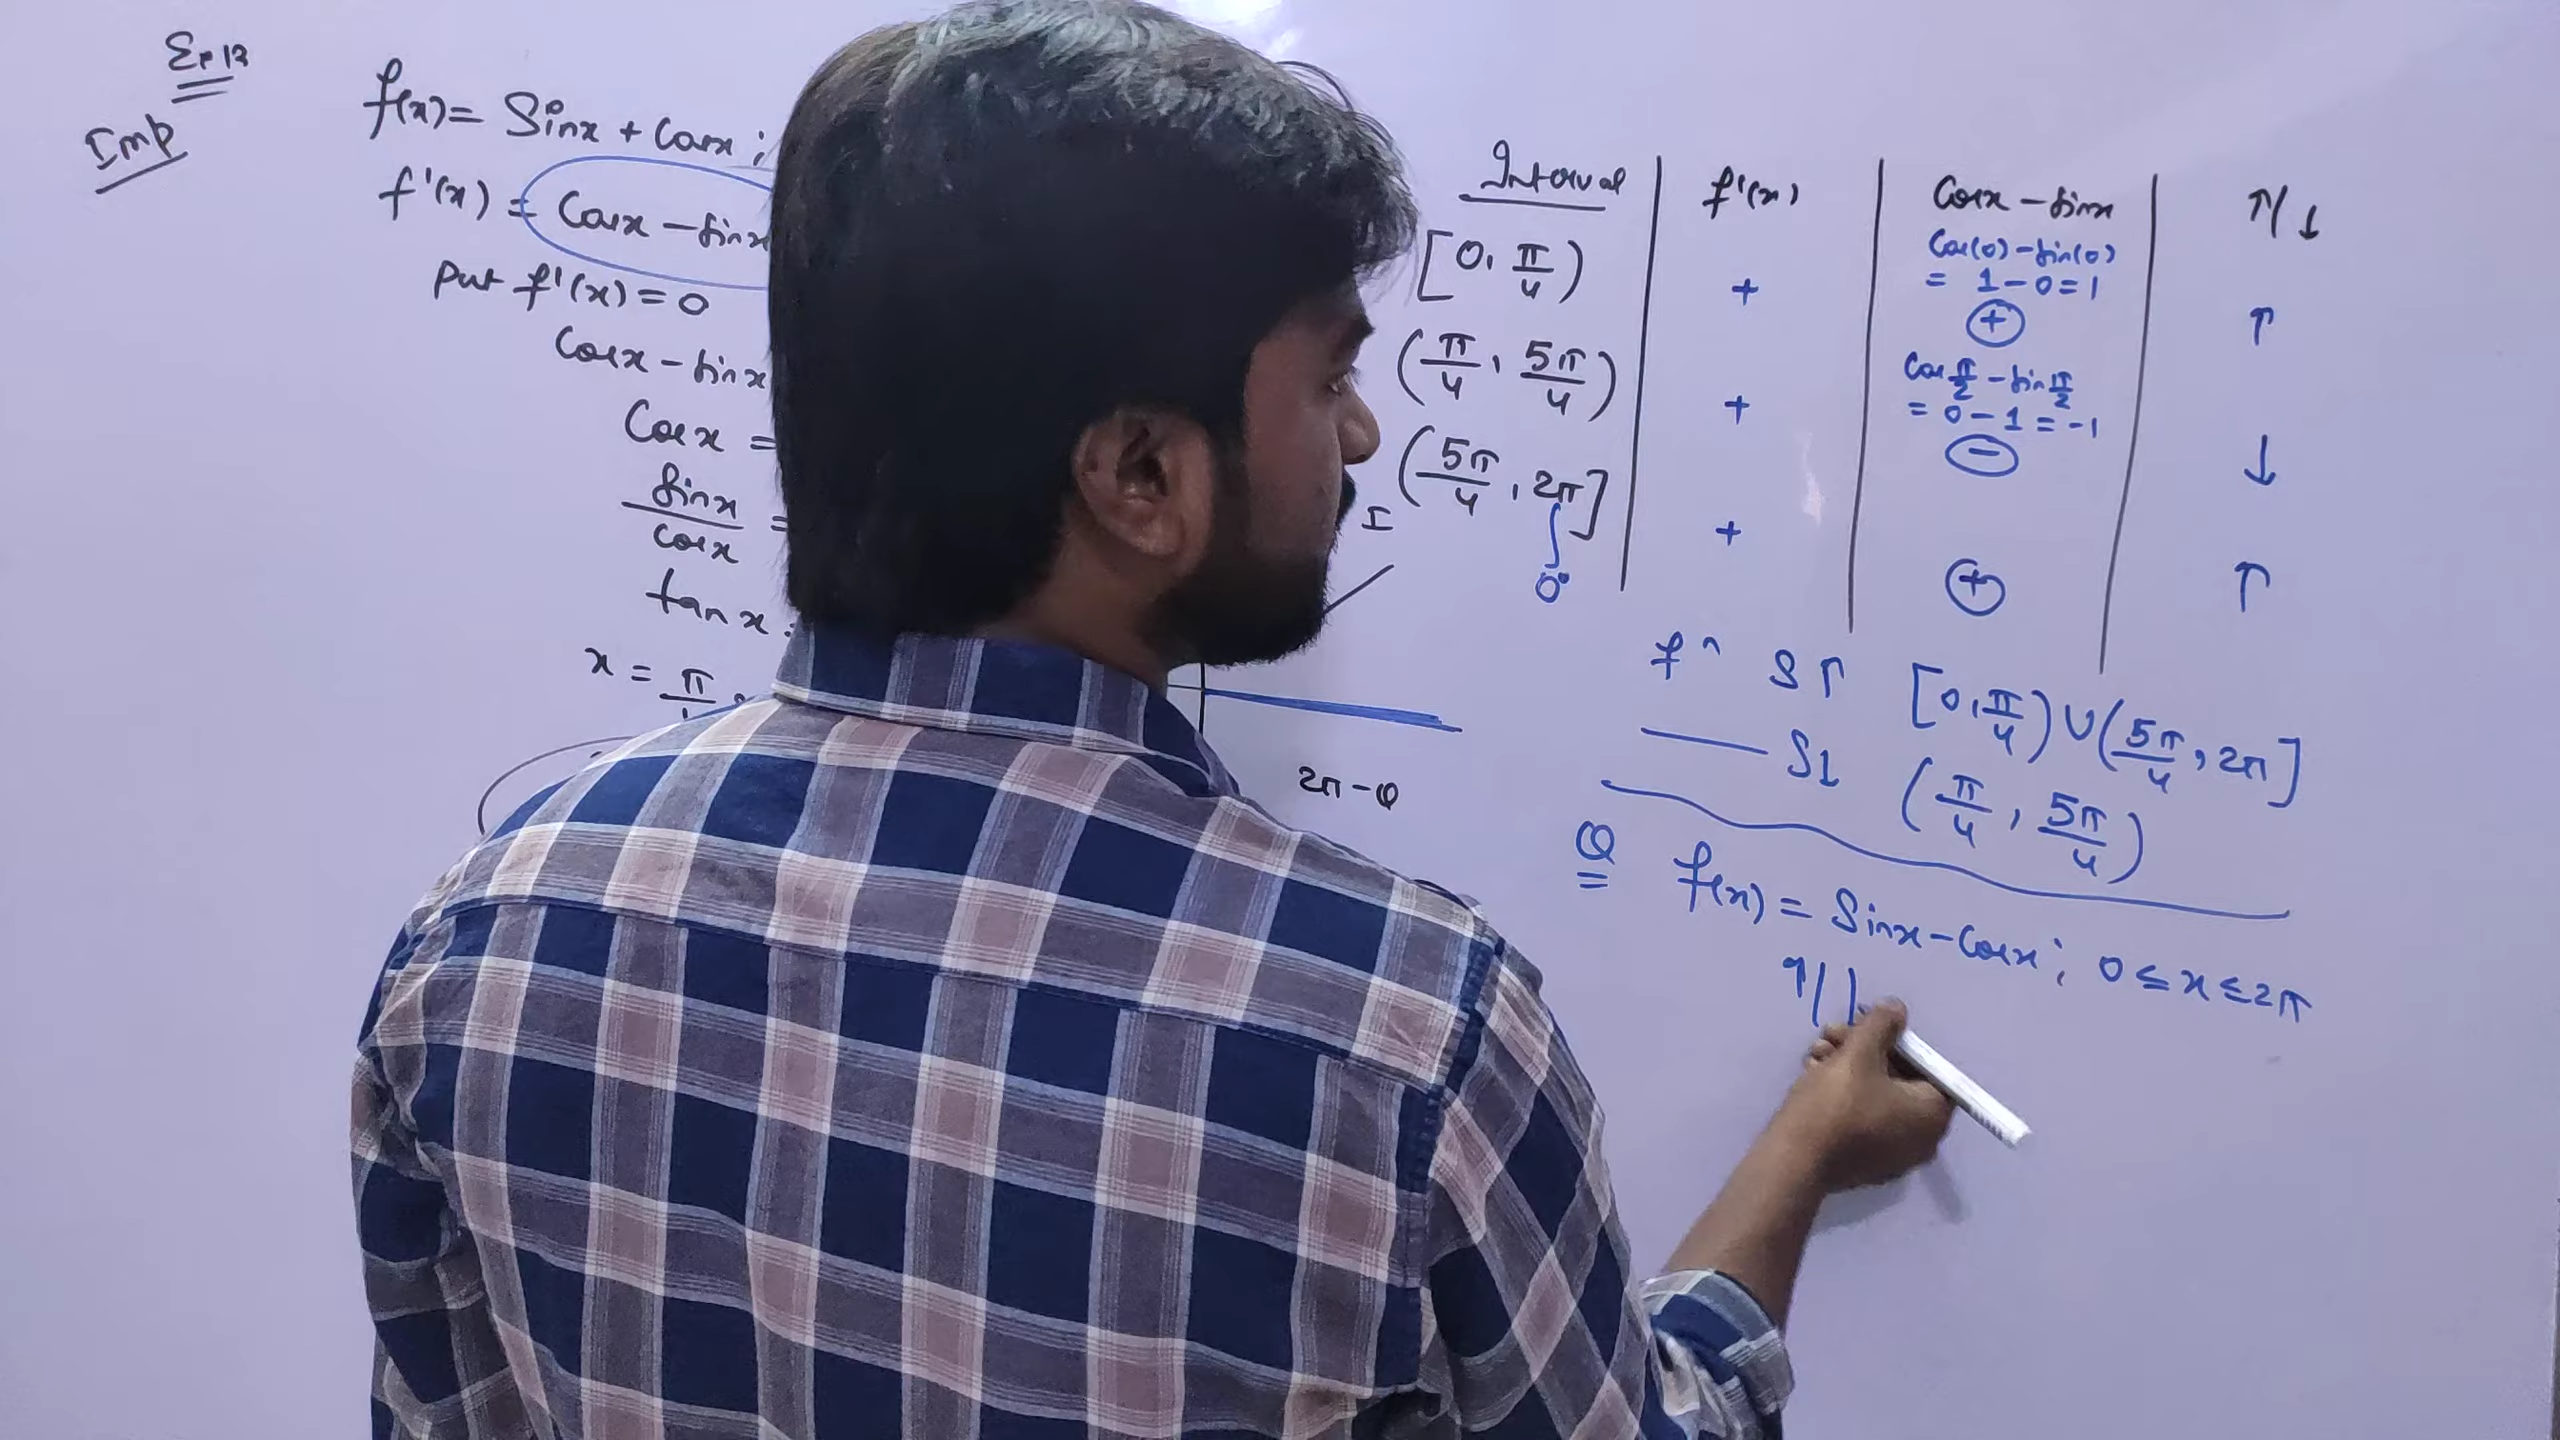 Ex 13
Imp
f(x) = Sinx + Cosx ;
f'(x) = Cosx - sinx
Put f'(x) = 0
Cosx - sinx
Cosx =
sinx/cosx =
tanx
x = π
I
2π - θ
Interval | f'(x) | Cosx - sinx | ↑/↓
[0, π/4) | + | Cos(0) - sin(0) = 1 - 0 = 1 ⊕ | ↑
(π/4, 5π/4) | + | Cos π/2 - sin π/2 = 0 - 1 = -1 ⊖ | ↓
(5π/4, 2π] | + | ⊕ | ↑
0°
f^n S↑ [0, π/4) ∪ (5π/4, 2π]
—— S↓ (π/4, 5π/4)
Q f(x) = Sinx - Cosx ; 0 ≤ x ≤ 2π
↑/